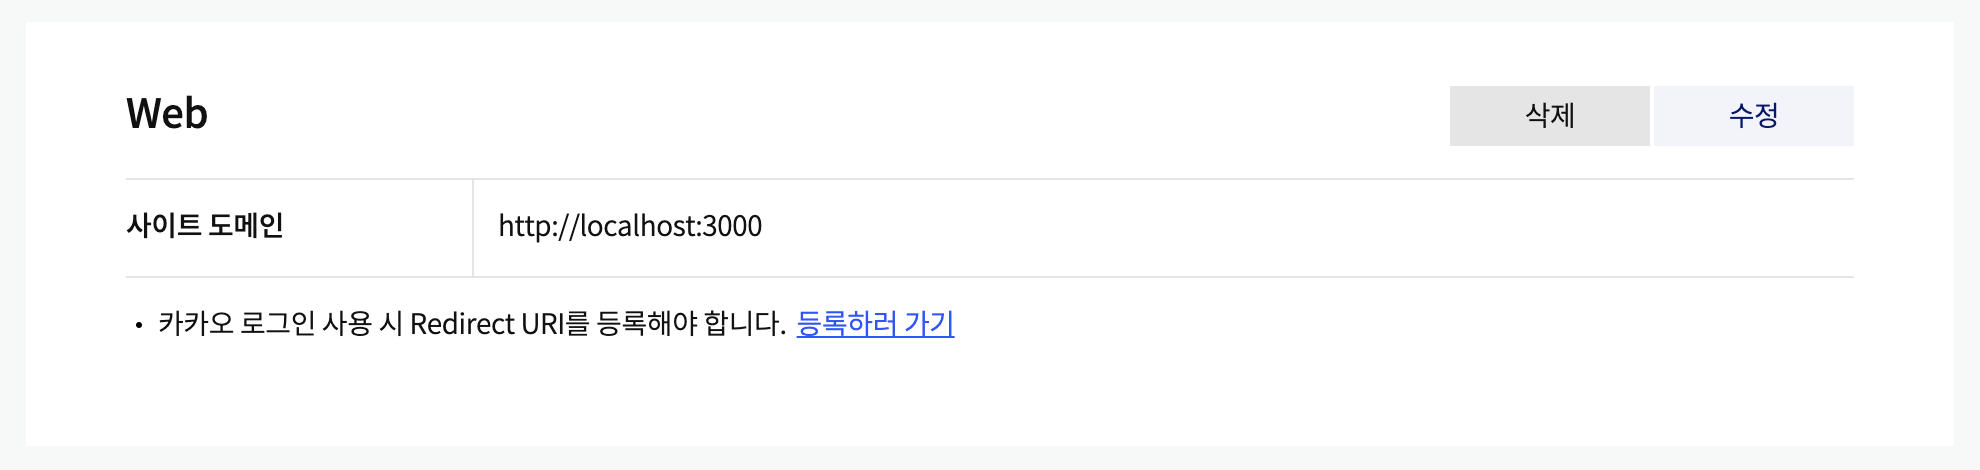 Web
삭제
수정
사이트 도메인
http://localhost:3000
• 카카오 로그인 사용 시 Redirect URI를 등록해야 합니다. 등록하러 가기